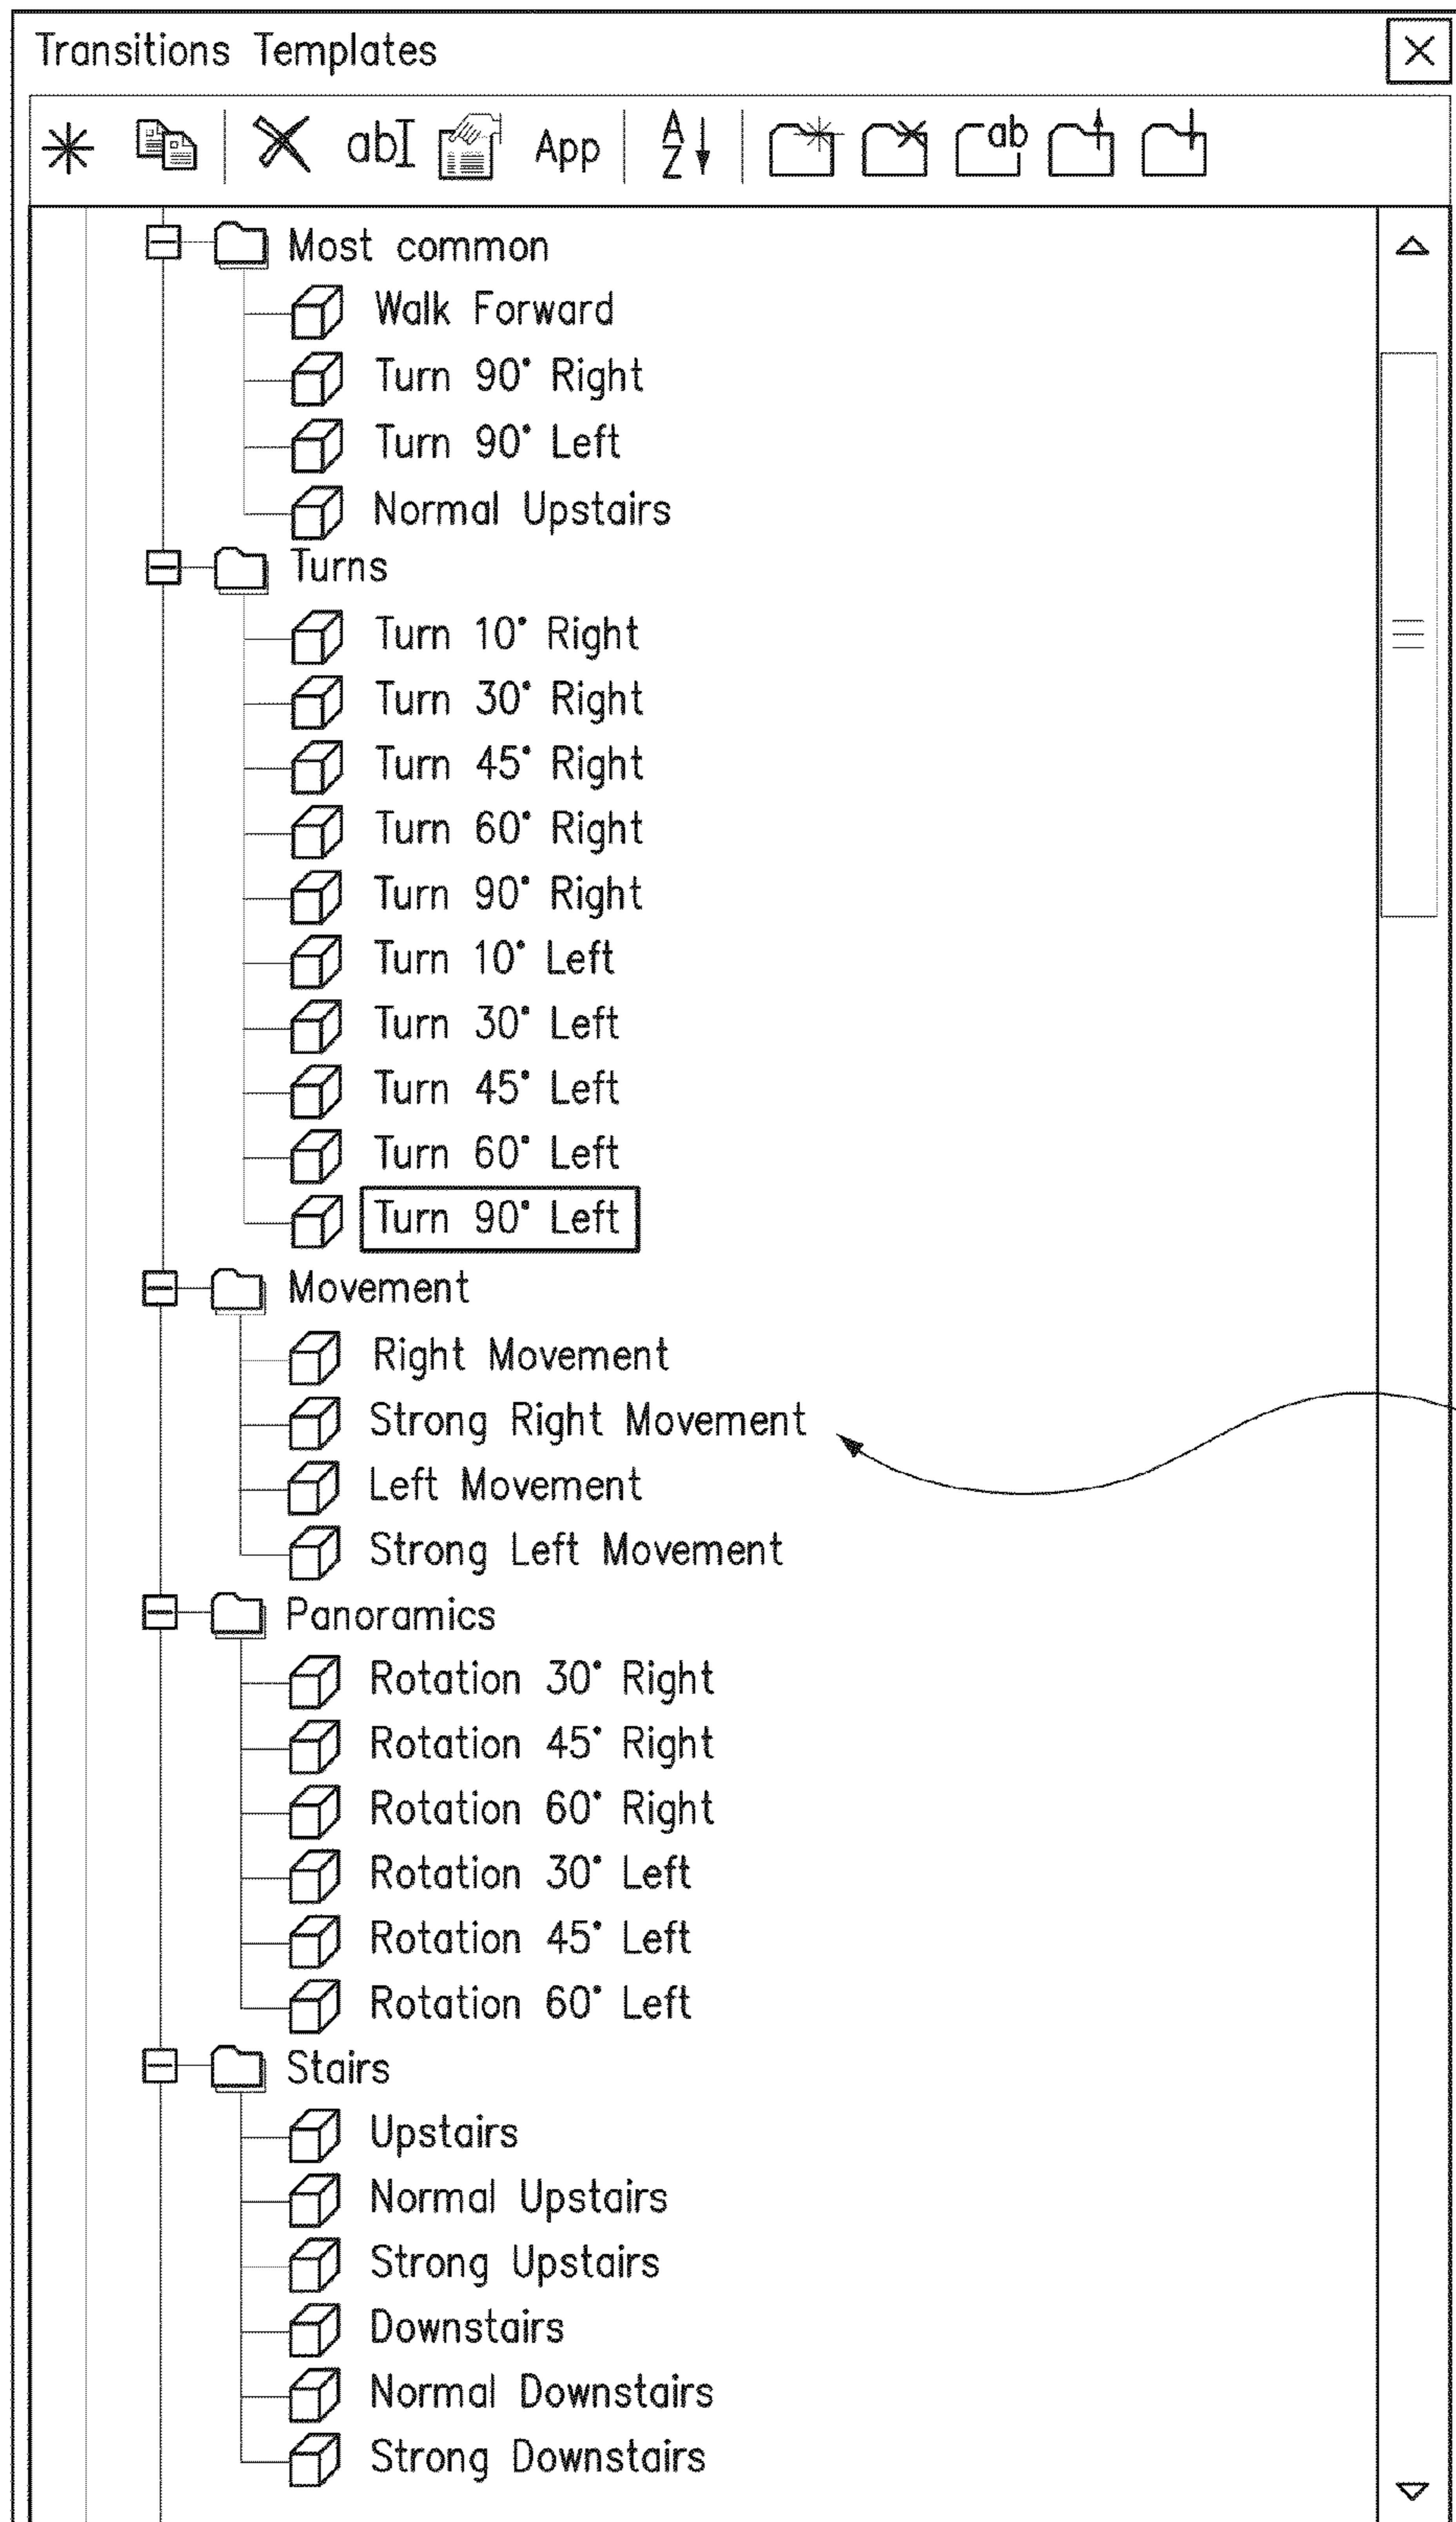 Transitions Templates
abI App A Z ab
Most common
Walk Forward
Turn 90° Right
Turn 90° Left
Normal Upstairs
Turns
Turn 10° Right
Turn 30° Right
Turn 45° Right
Turn 60° Right
Turn 90° Right
Turn 10° Left
Turn 30° Left
Turn 45° Left
Turn 60° Left
Turn 90° Left
Movement
Right Movement
Strong Right Movement
Left Movement
Strong Left Movement
Panoramics
Rotation 30° Right
Rotation 45° Right
Rotation 60° Right
Rotation 30° Left
Rotation 45° Left
Rotation 60° Left
Stairs
Upstairs
Normal Upstairs
Strong Upstairs
Downstairs
Normal Downstairs
Strong Downstairs